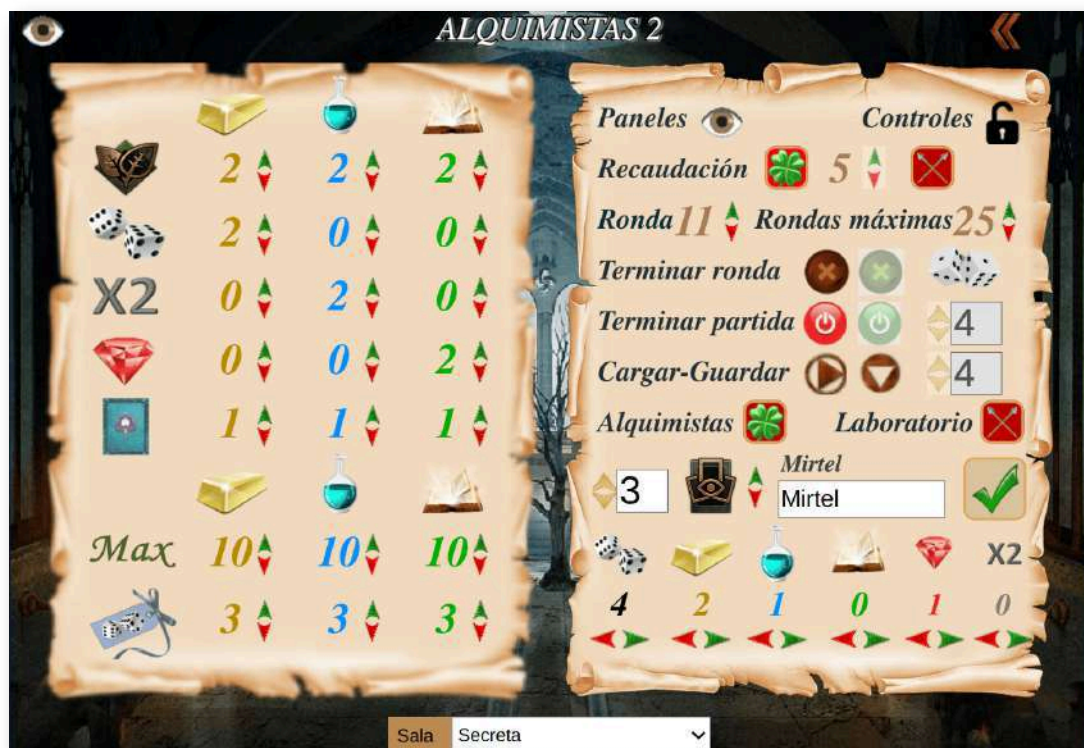 ALQUIMISTAS 2
2 2 2
2 0 0
X2 0 2 0
0 0 2
1 1 1
Max 10 10 10
3 3 3
Paneles Controles
Recaudación 5
Ronda 11 Rondas máximas 25
Terminar ronda
Terminar partida 4
Cargar-Guardar 4
Alquimistas Laboratorio
Mirtel
3 Mirtel
X2
4 2 1 0 1 0
Sala Secreta